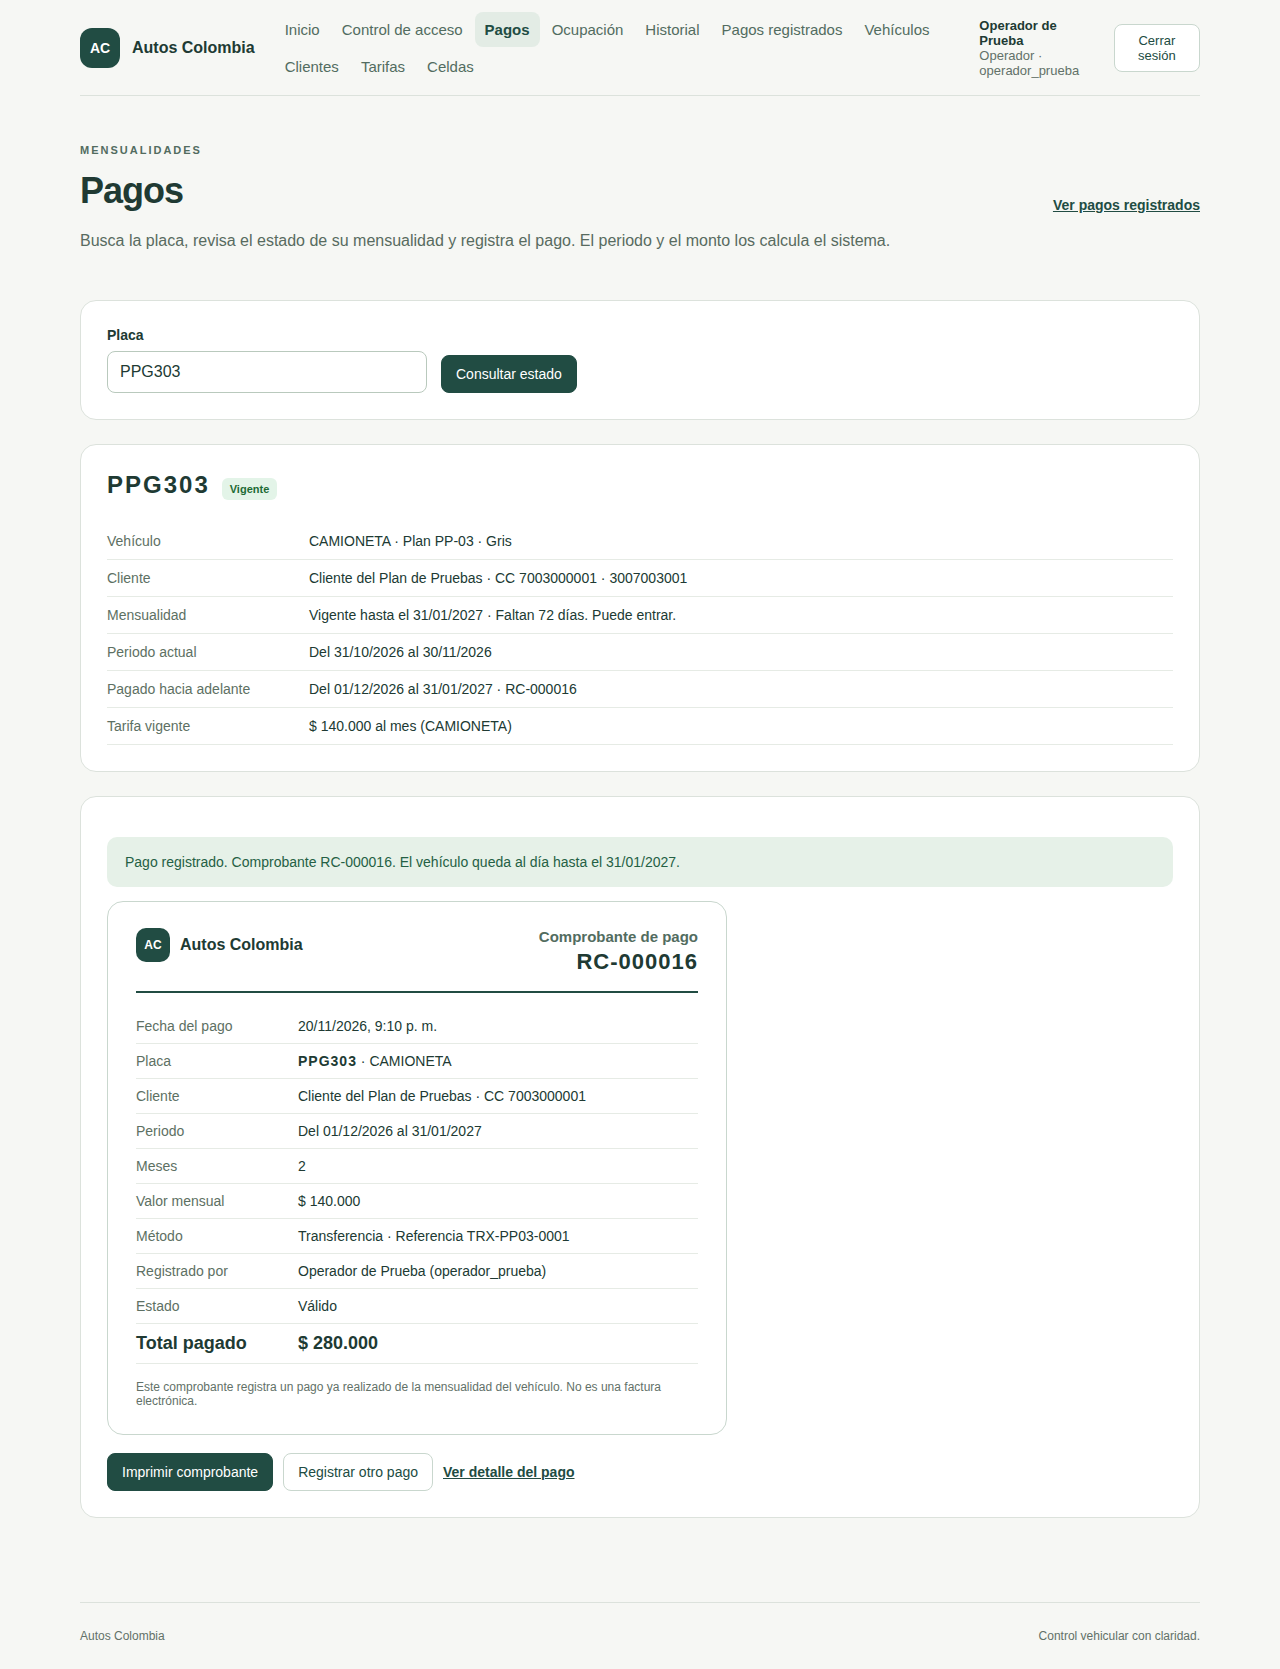 AC
Autos Colombia
Inicio Control de acceso Pagos Ocupación Historial Pagos registrados Vehículos
Clientes Tarifas Celdas
Operador de
Prueba
Operador ·
operador_prueba
Cerrar
sesión
MENSUALIDADES
Pagos
Ver pagos registrados
Busca la placa, revisa el estado de su mensualidad y registra el pago. El periodo y el monto los calcula el sistema.
Placa
PPG303
Consultar estado
PPG303 Vigente
Vehículo CAMIONETA · Plan PP-03 · Gris
Cliente Cliente del Plan de Pruebas · CC 7003000001 · 3007003001
Mensualidad Vigente hasta el 31/01/2027 · Faltan 72 días. Puede entrar.
Periodo actual Del 31/10/2026 al 30/11/2026
Pagado hacia adelante Del 01/12/2026 al 31/01/2027 · RC-000016
Tarifa vigente $ 140.000 al mes (CAMIONETA)
Pago registrado. Comprobante RC-000016. El vehículo queda al día hasta el 31/01/2027.
AC
Autos Colombia
Comprobante de pago
RC-000016
Fecha del pago 20/11/2026, 9:10 p. m.
Placa PPG303 · CAMIONETA
Cliente Cliente del Plan de Pruebas · CC 7003000001
Periodo Del 01/12/2026 al 31/01/2027
Meses 2
Valor mensual $ 140.000
Método Transferencia · Referencia TRX-PP03-0001
Registrado por Operador de Prueba (operador_prueba)
Estado Válido
Total pagado $ 280.000
Este comprobante registra un pago ya realizado de la mensualidad del vehículo. No es una factura
electrónica.
Imprimir comprobante Registrar otro pago Ver detalle del pago
Autos Colombia Control vehicular con claridad.